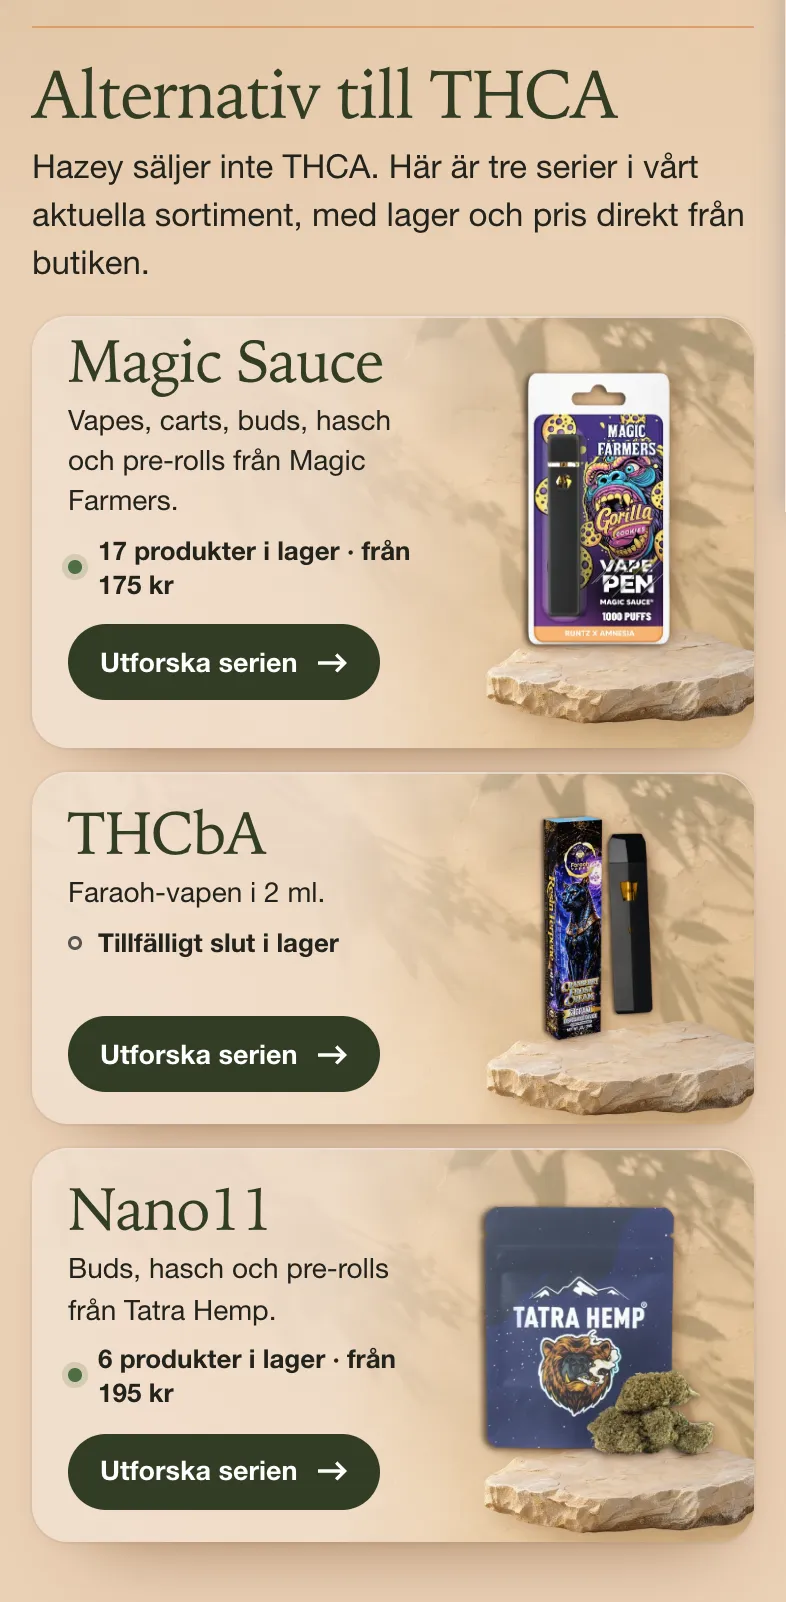 Alternativ till THCA
Hazey säljer inte THCA. Här är tre serier i vårt
aktuella sortiment, med lager och pris direkt från
butiken.
Magic Sauce
Vapes, carts, buds, hasch
och pre-rolls från Magic
Farmers.
17 produkter i lager · från
175 kr
Utforska serien →
MAGIC
FARMERS
Gorilla
COOKIES
VAPE
PEN
MAGIC SAUCE
1000 PUFFS
RUNTZ X AMNESIA
THCbA
Faraoh-vapen i 2 ml.
Tillfälligt slut i lager
Utforska serien →
Nano11
Buds, hasch och pre-rolls
från Tatra Hemp.
6 produkter i lager · från
195 kr
Utforska serien →
TATRA HEMP®